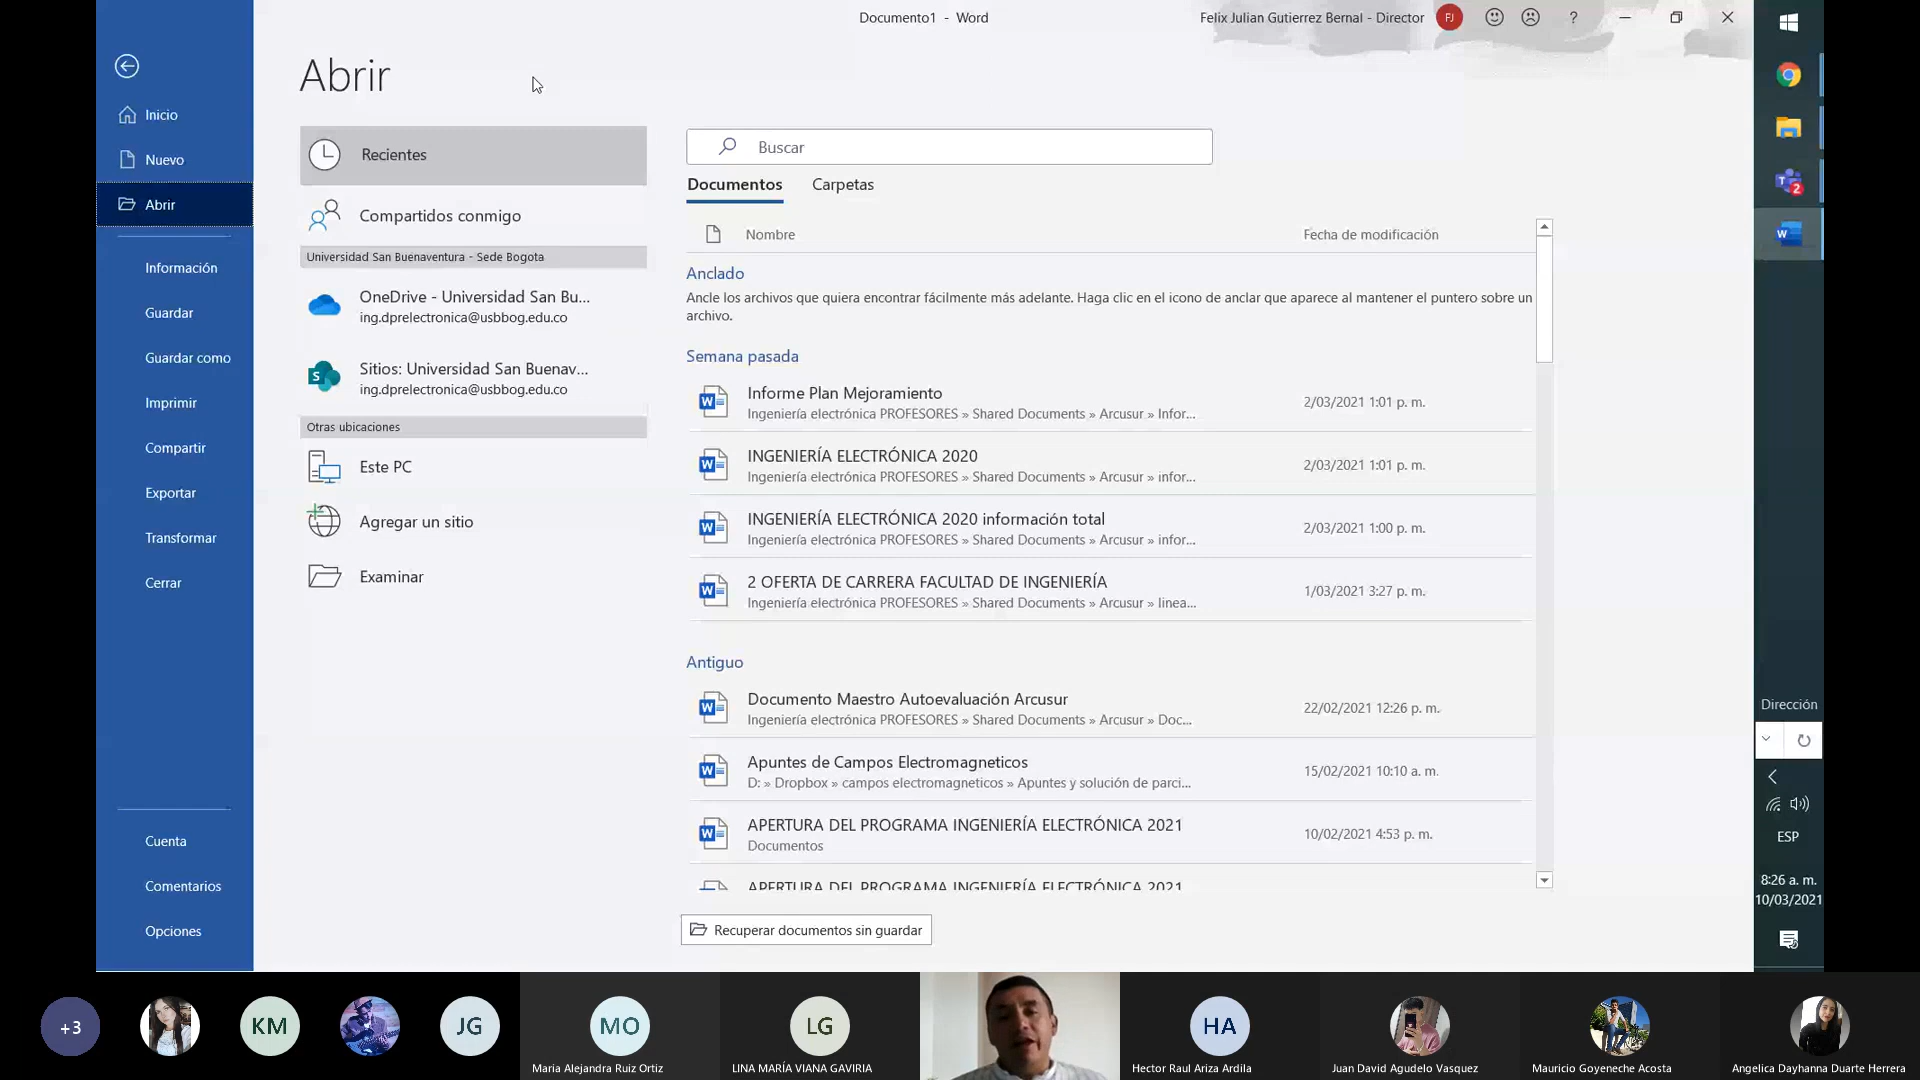 Documento1 - Word
Felix Julian Gutierrez Bernal - Director
FJ
?
Abrir
Inicio
Nuevo
Abrir
Información
Guardar
Guardar como
Imprimir
Compartir
Exportar
Transformar
Cerrar
Cuenta
Comentarios
Opciones
Recientes
Compartidos conmigo
Universidad San Buenaventura - Sede Bogota
OneDrive - Universidad San Bu...
ing.dprelectronica@usbbog.edu.co
Sitios: Universidad San Buenav...
ing.dprelectronica@usbbog.edu.co
Otras ubicaciones
Este PC
Agregar un sitio
Examinar
Buscar
Documentos
Carpetas
Nombre
Fecha de modificación
Anclado
Ancle los archivos que quiera encontrar fácilmente más adelante. Haga clic en el icono de anclar que aparece al mantener el puntero sobre un
archivo.
Semana pasada
Informe Plan Mejoramiento
Ingeniería electrónica PROFESORES » Shared Documents » Arcusur » Infor...
2/03/2021 1:01 p. m.
INGENIERÍA ELECTRÓNICA 2020
Ingeniería electrónica PROFESORES » Shared Documents » Arcusur » infor...
2/03/2021 1:01 p. m.
INGENIERÍA ELECTRÓNICA 2020 información total
Ingeniería electrónica PROFESORES » Shared Documents » Arcusur » infor...
2/03/2021 1:00 p. m.
2 OFERTA DE CARRERA FACULTAD DE INGENIERÍA
Ingeniería electrónica PROFESORES » Shared Documents » Arcusur » linea...
1/03/2021 3:27 p. m.
Antiguo
Documento Maestro Autoevaluación Arcusur
Ingeniería electrónica PROFESORES » Shared Documents » Arcusur » Doc...
22/02/2021 12:26 p. m.
Apuntes de Campos Electromagneticos
D: » Dropbox » campos electromagneticos » Apuntes y solución de parci...
15/02/2021 10:10 a. m.
APERTURA DEL PROGRAMA INGENIERÍA ELECTRÓNICA 2021
Documentos
10/02/2021 4:53 p. m.
APERTURA DEL PROGRAMA INGENIERÍA ELECTRÓNICA 2021
Recuperar documentos sin guardar
Dirección
ESP
8:26 a. m.
10/03/2021
+3
KM
JG
MO
Maria Alejandra Ruiz Ortiz
LG
LINA MARÍA VIANA GAVIRIA
HA
Hector Raul Ariza Ardila
Juan David Agudelo Vasquez
Mauricio Goyeneche Acosta
Angelica Dayhanna Duarte Herrera